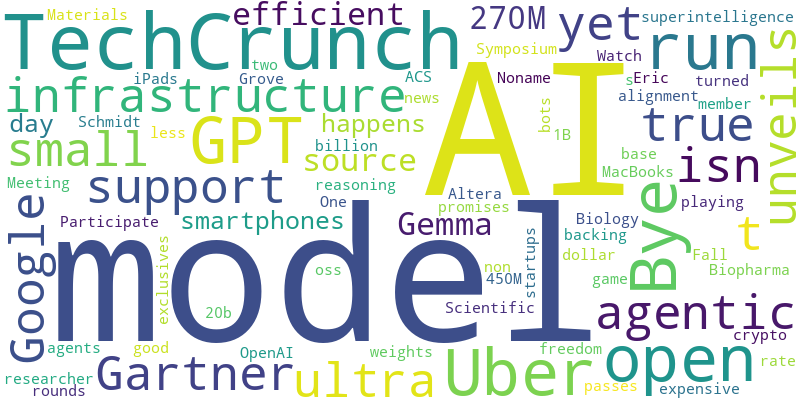 Materials
efficient
270M
yet
superintelligence
TechCrunch
Symposium
Watch
run
unveils
iPads
Grove
two
ACS
Noname
s
Eric
turned
infrastructure
news
bots
alignment
member
day
Schmidt
less
GPT
happens
1B
true
small
billion
source
AI
base
MacBooks
isn
Meeting
support
reasoning
One
Altera
promises
playing
Google
Participate
smartphones
Gemma
Biology
backing
Bye
t
model
exclusives
oss
non
450M
startups
dollar
game
Fall
Biopharma
20b
Scientific
agentic
crypto
agents
good
OpenAI
weights
freedom
open
rate
researcher
rounds
Gartner
ultra
Uber
passes
expensive